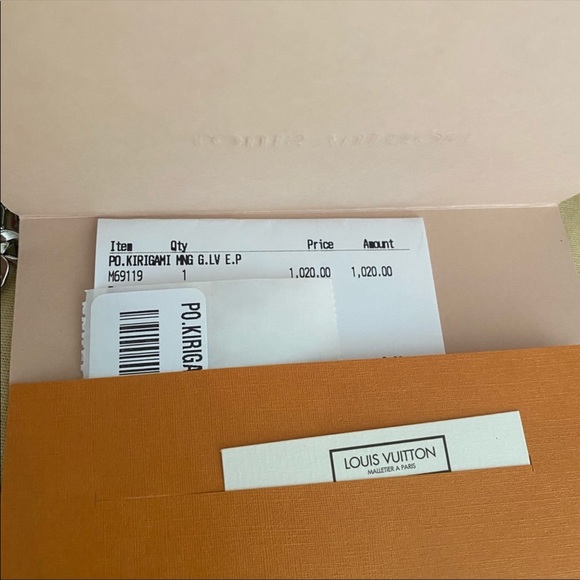 Item Qty Price Amount
PO.KIRIGAMI MNG G.LV E.P
M69119 1 1,020.00 1,020.00
PO.KIRIGA
LOUIS VUITTON
MALLETIER A PARIS